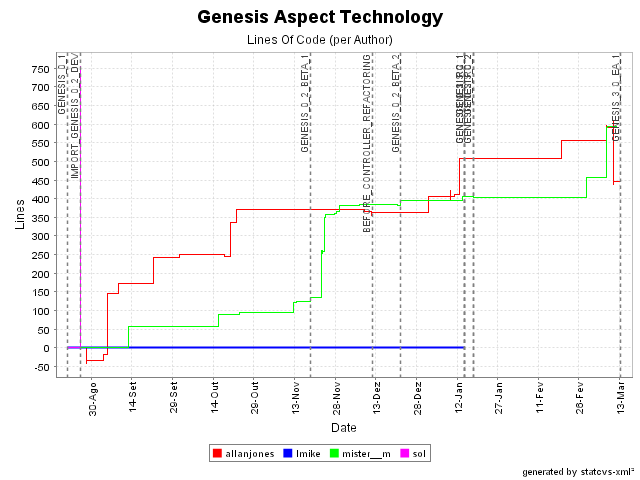 Genesis Aspect Technology
Lines Of Code (per Author)
Lines
750
700
650
600
550
500
450
400
350
300
250
200
150
100
50
0
-50
GENESIS_0_1
IMPORT_GENESIS_0_2_DEV
GENESIS_0_2_BETA_1
BEFORE_CONTROLLER_REFACTORING
GENESIS_0_2_BETA_2
GENESIS_3_0_EA_1
30-Ago
14-Set
29-Set
14-Out
29-Out
13-Nov
28-Nov
13-Dez
28-Dez
12-Jan
27-Jan
11-Fev
26-Fev
13-Mar
Date
allanjones
lmike
mister__m
sol
generated by statcvs-xml²